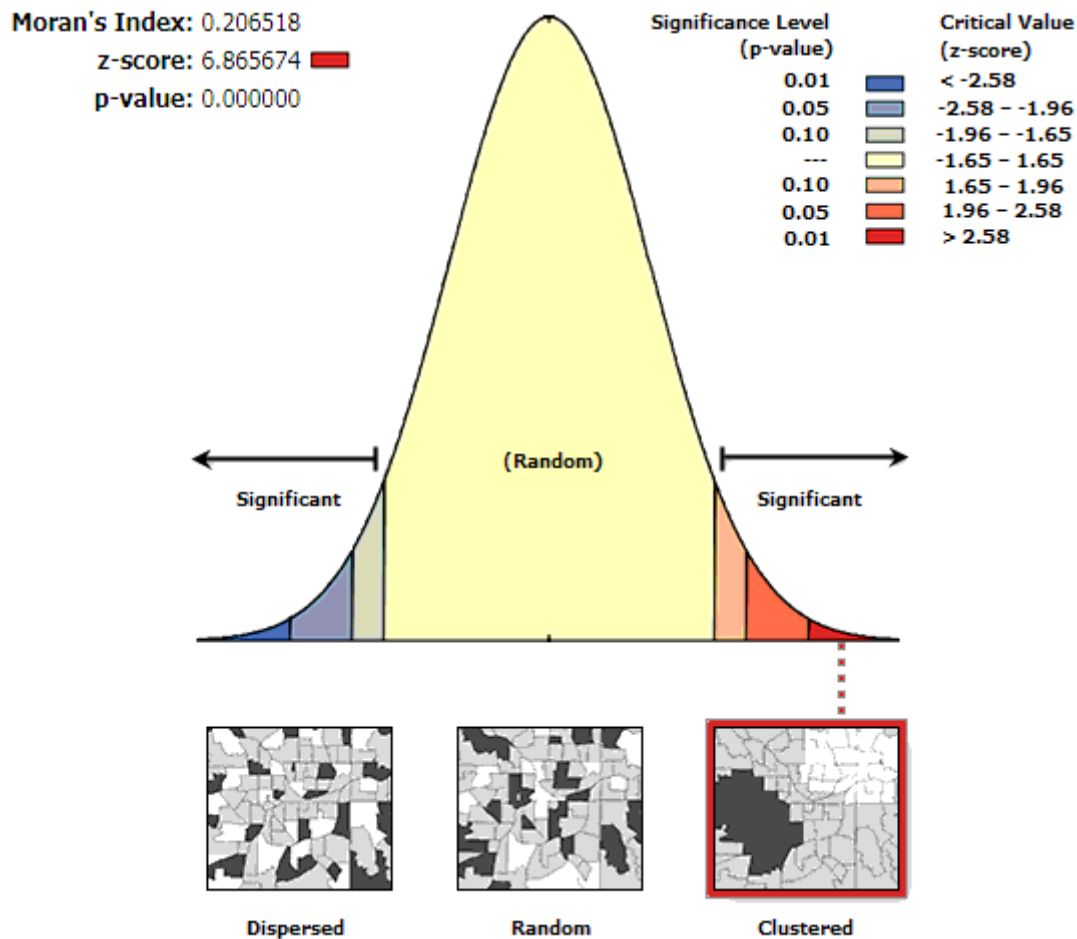 Moran's Index: 0.206518
z-score: 6.865674
p-value: 0.000000
Significance Level
(p-value)
Critical Value
(z-score)
0.01 < -2.58
0.05 -2.58 – -1.96
0.10 -1.96 – -1.65
--- -1.65 – 1.65
0.10 1.65 – 1.96
0.05 1.96 – 2.58
0.01 > 2.58
(Random)
Significant
Significant
Dispersed
Random
Clustered